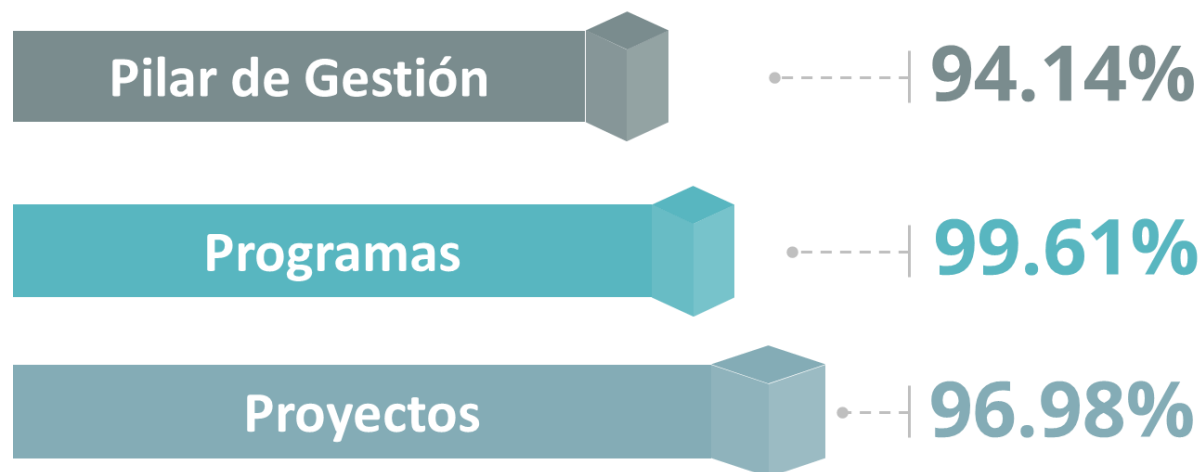 Pilar de Gestión
94.14%
Programas
99.61%
Proyectos
96.98%